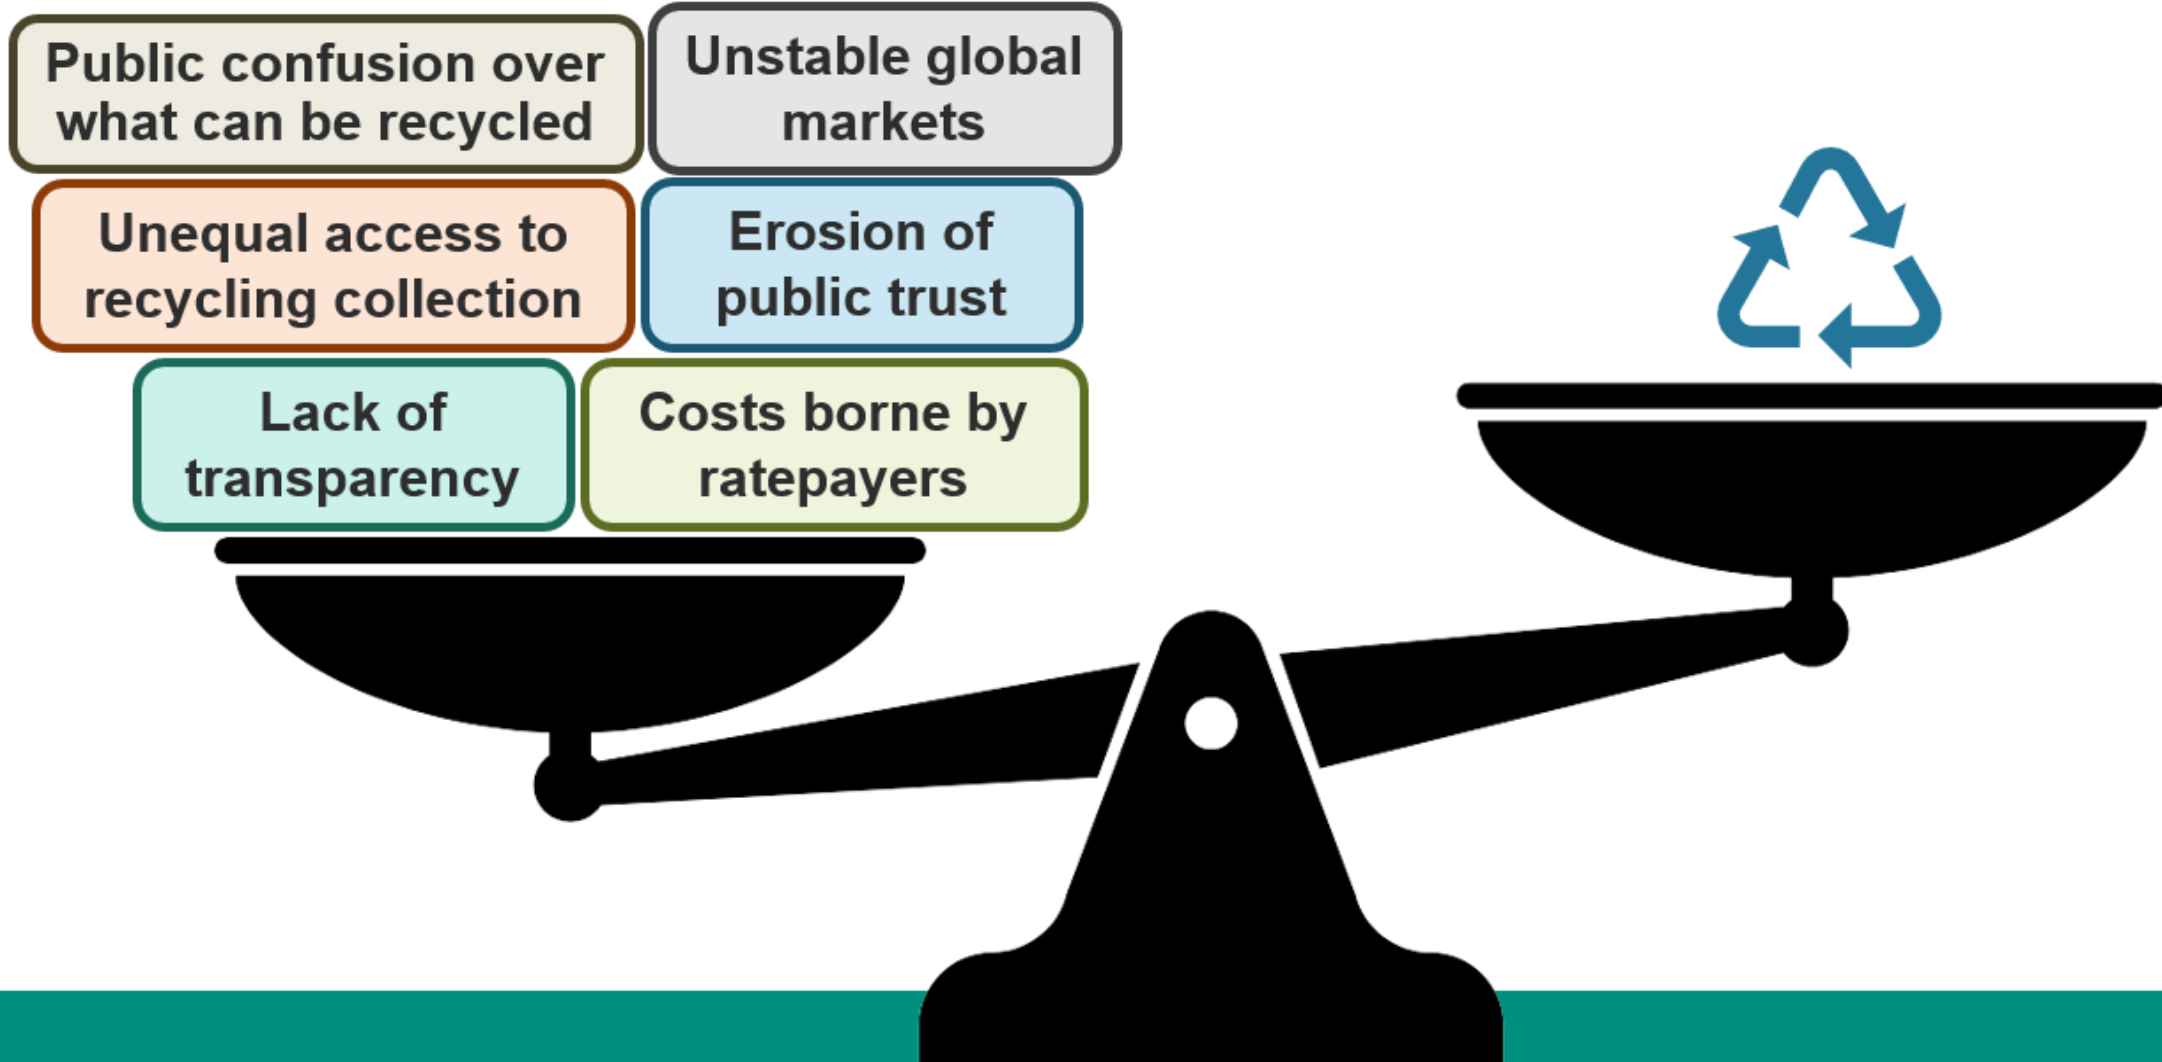 Public confusion over
what can be recycled
Unstable global
markets
Unequal access to
recycling collection
Erosion of
public trust
Lack of
transparency
Costs borne by
ratepayers